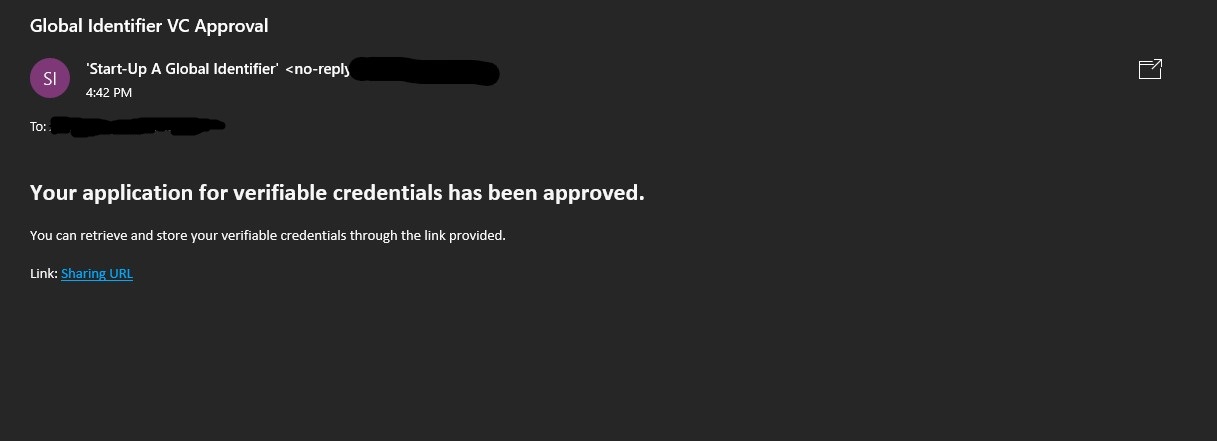 Global Identifier VC Approval
SI
'Start-Up A Global Identifier' <no-reply
4:42 PM
To:
Your application for verifiable credentials has been approved.
You can retrieve and store your verifiable credentials through the link provided.
Link: Sharing URL